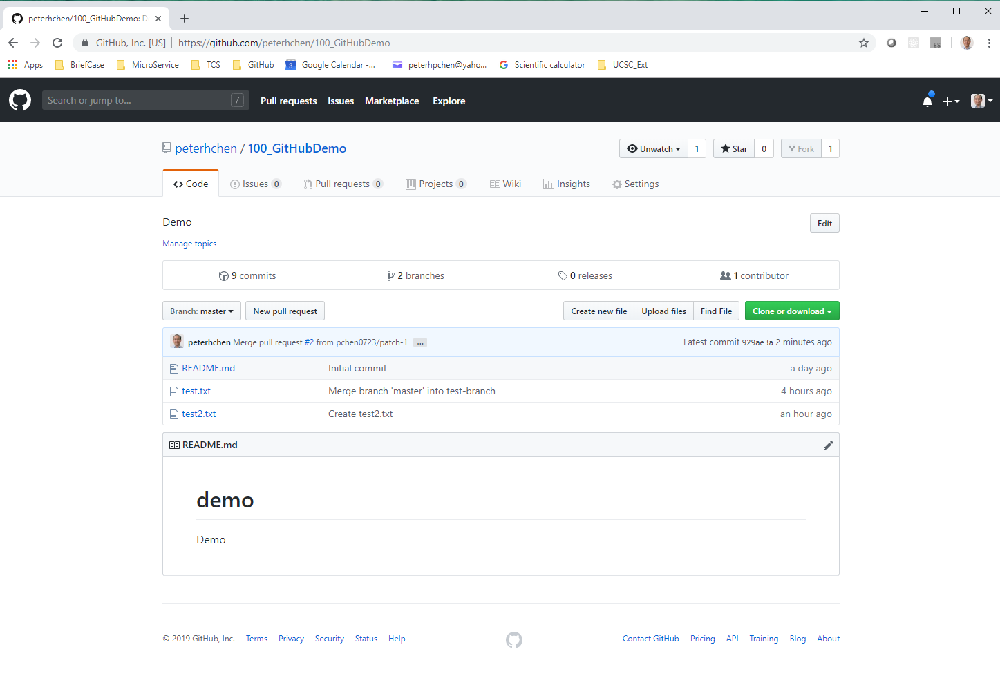 peterhchen/100_GitHubDemo: D
GitHub, Inc. [US] https://github.com/peterhchen/100_GitHubDemo
ES
Apps BriefCase MicroService TCS GitHub 3 Google Calendar -... peterhpchen@yaho... G Scientific calculator UCSC_Ext
Search or jump to... / Pull requests Issues Marketplace Explore
peterhchen / 100_GitHubDemo Unwatch 1 Star 0 Fork 1
Code Issues 0 Pull requests 0 Projects 0 Wiki Insights Settings
Demo Edit
Manage topics
9 commits 2 branches 0 releases 1 contributor
Branch: master New pull request Create new file Upload files Find File Clone or download
peterhchen Merge pull request #2 from pchen0723/patch-1 ... Latest commit 929ae3a 2 minutes ago
README.md Initial commit a day ago
test.txt Merge branch 'master' into test-branch 4 hours ago
test2.txt Create test2.txt an hour ago
README.md
demo
Demo
© 2019 GitHub, Inc. Terms Privacy Security Status Help Contact GitHub Pricing API Training Blog About